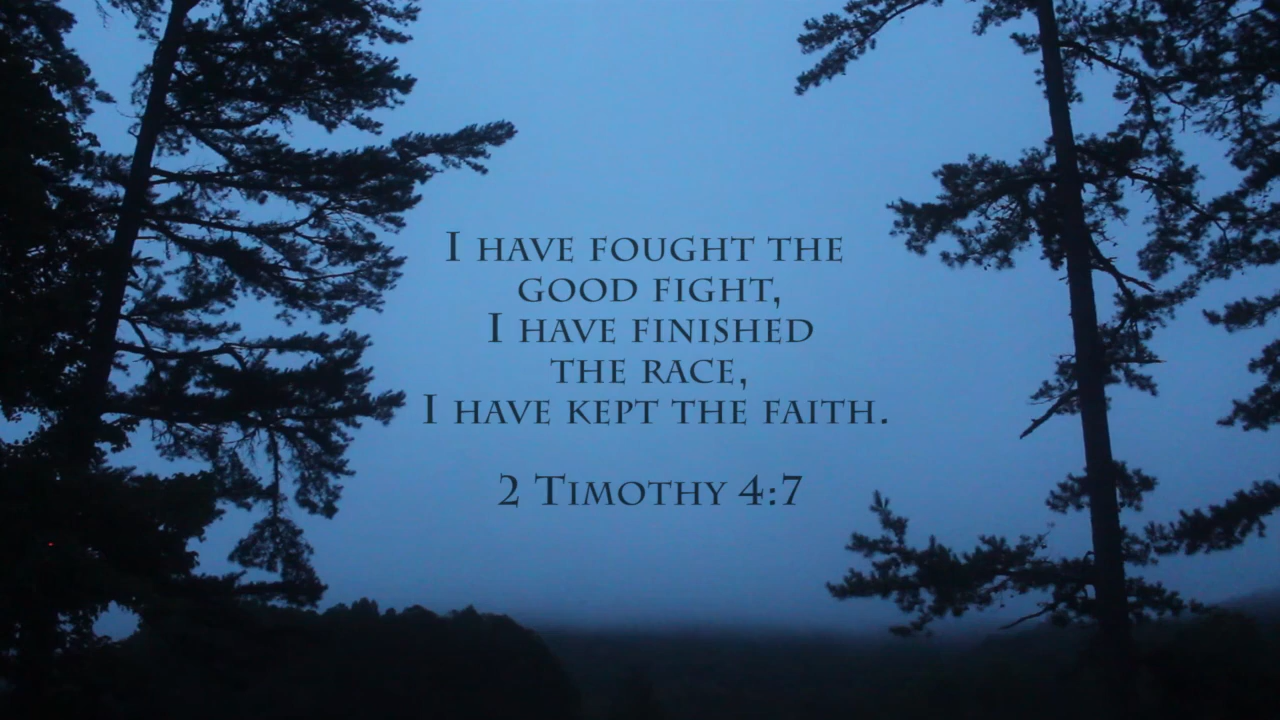 I have fought the
good fight,
I have finished
the race,
I have kept the faith.
2 Timothy 4:7